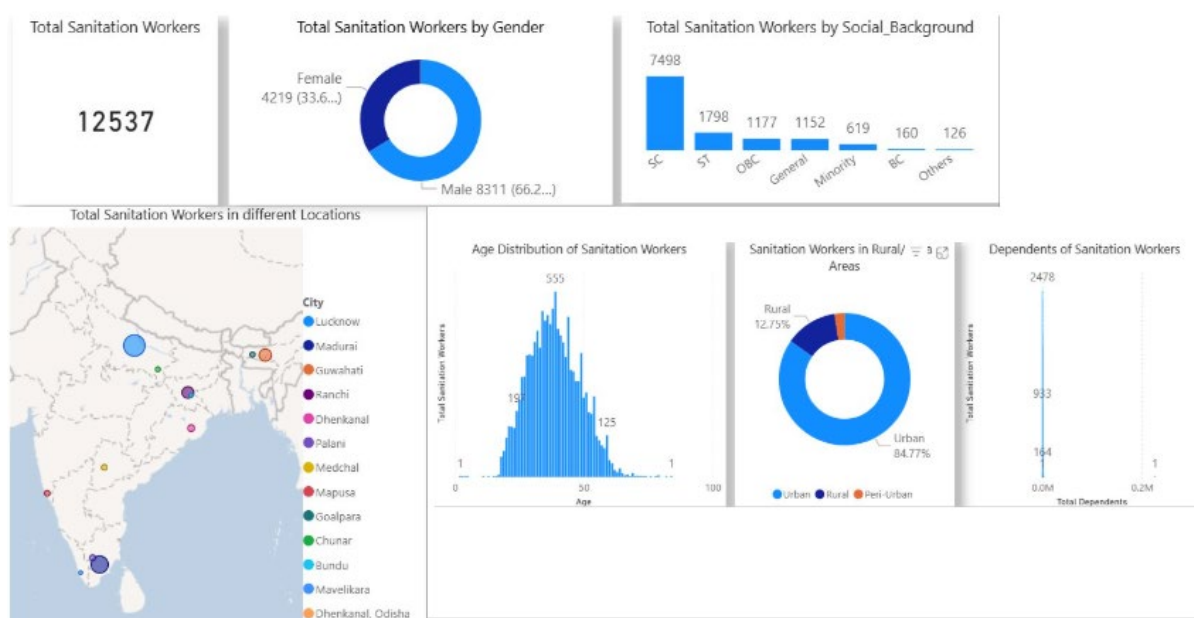 Total Sanitation Workers
12537
Total Sanitation Workers by Gender
Female
4219 (33.6...)
Male 8311 (66.2...)
Total Sanitation Workers by Social_Background
7498
1798
1177
1152
619
160
126
SC
ST
OBC
General
Minority
BC
Others
Total Sanitation Workers in different Locations
City
Lucknow
Madurai
Guwahati
Ranchi
Dhenkanal
Palani
Medchal
Mapusa
Goalpara
Chunar
Bundu
Mavelikara
Dhenkanal, Odisha
Age Distribution of Sanitation Workers
Total Sanitation Workers
555
197
125
1
1
0
50
100
Age
Sanitation Workers in Rural/
Areas
Rural
12.75%
Urban
84.77%
Urban
Rural
Peri-Urban
Dependents of Sanitation Workers
Total Sanitation Workers
2478
933
164
1
0.0M
0.2M
Total Dependents